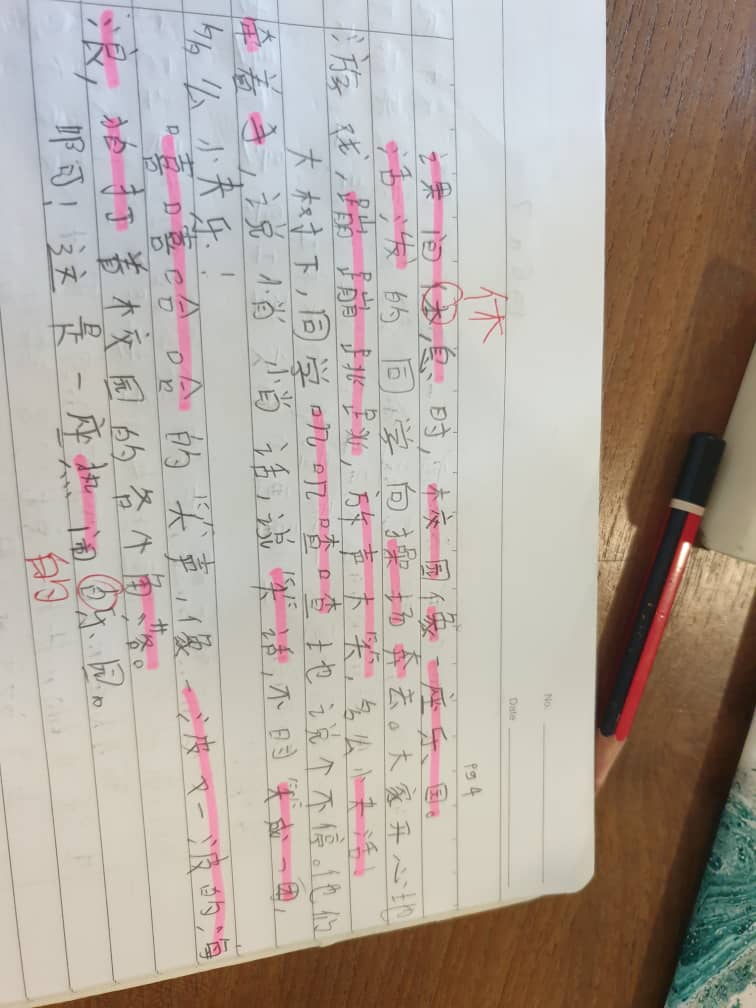 No.
Date
休
pg 4
课间体息时，校园像一座乐园。
活泼的同学向操场奔去。大家开心地
游戏，蹦蹦跳跳，放声大笑，多么快活！
大树下，同学叽叽喳喳地说个不停。他们
牵着手，说悄悄话，说笑话，不时笑成一团，
多么快乐！
嘻嘻哈哈的笑声，像一波又一波的海
浪，拍打着校园的各个角落。
啊！这是一座热闹白乐园。
的